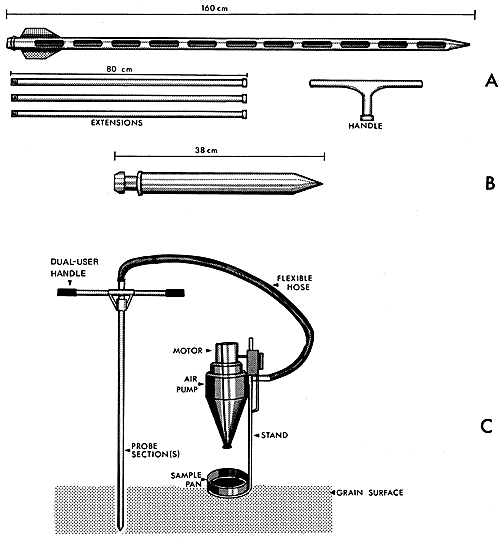 160 cm
80 cm
EXTENSIONS
HANDLE
A
38 cm
B
DUAL-USER
HANDLE
FLEXIBLE
HOSE
MOTOR
AIR
PUMP
STAND
C
PROBE
SECTION(S)
SAMPLE
PAN
GRAIN SURFACE